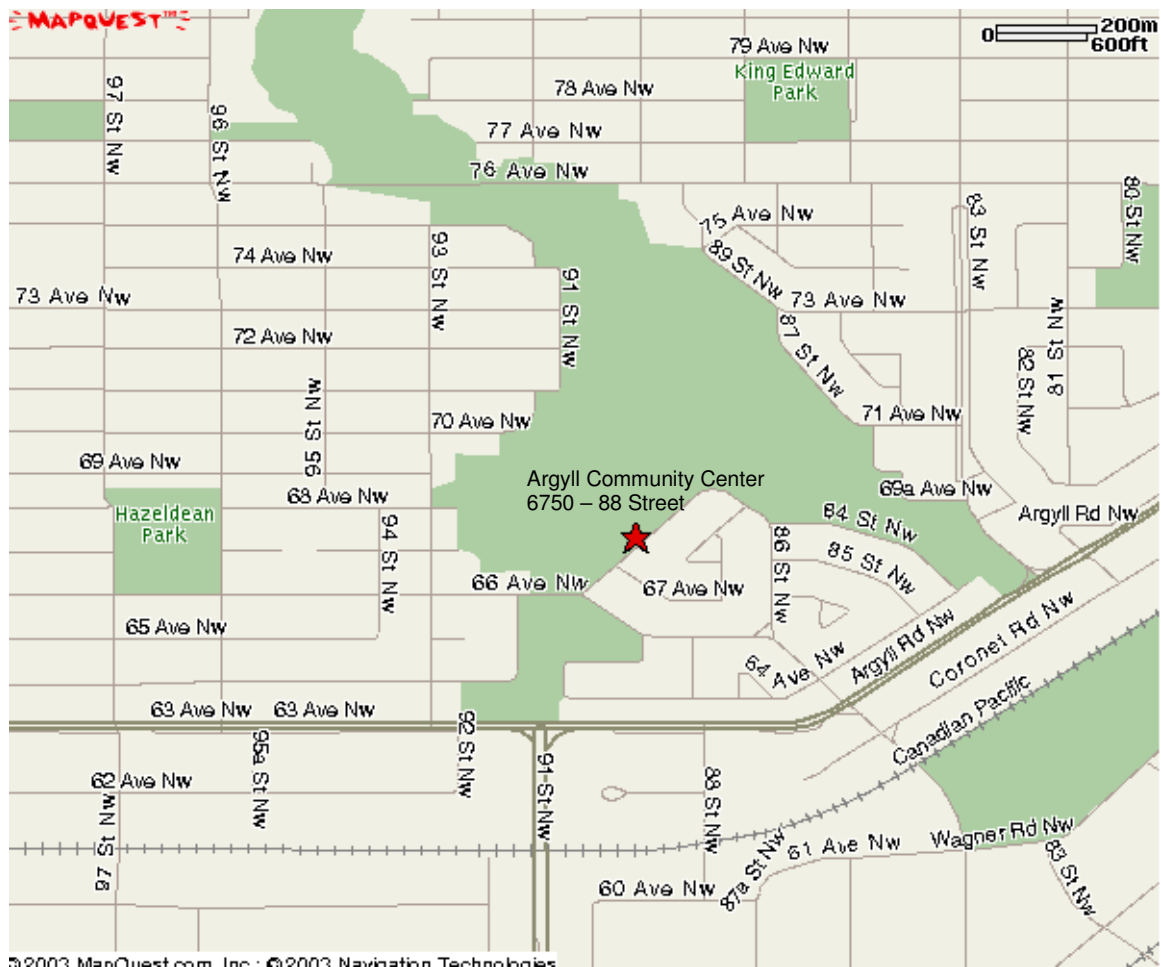 MAPQUEST™
0 200m
600ft
79 Ave Nw
King Edward
Park
78 Ave Nw
97 St Nw
96 St Nw
77 Ave Nw
76 Ave Nw
80 St Nw
83 St Nw
75 Ave Nw
93 St Nw
74 Ave Nw
89 St Nw
91 St Nw
73 Ave Nw
73 Ave Nw
81 St Nw
87 St Nw
72 Ave Nw
82 St Nw
95 St Nw
70 Ave Nw
71 Ave Nw
69 Ave Nw
Argyll Community Center
6750 – 88 Street
69a Ave Nw
68 Ave Nw
Hazeldean
Park
94 St Nw
84 St Nw
Argyll Rd Nw
86 St Nw
85 St Nw
66 Ave Nw
67 Ave Nw
65 Ave Nw
64 Ave Nw
Argyll Rd Nw
Coronet Rd Nw
63 Ave Nw
63 Ave Nw
92 St Nw
Canadian Pacific
95a St Nw
91 St Nw
62 Ave Nw
88 St Nw
97 St Nw
61 Ave Nw
Wagner Rd Nw
87a St Nw
83 St Nw
60 Ave Nw
©2003 MapQuest.com, Inc.; ©2003 Navigation Technologies